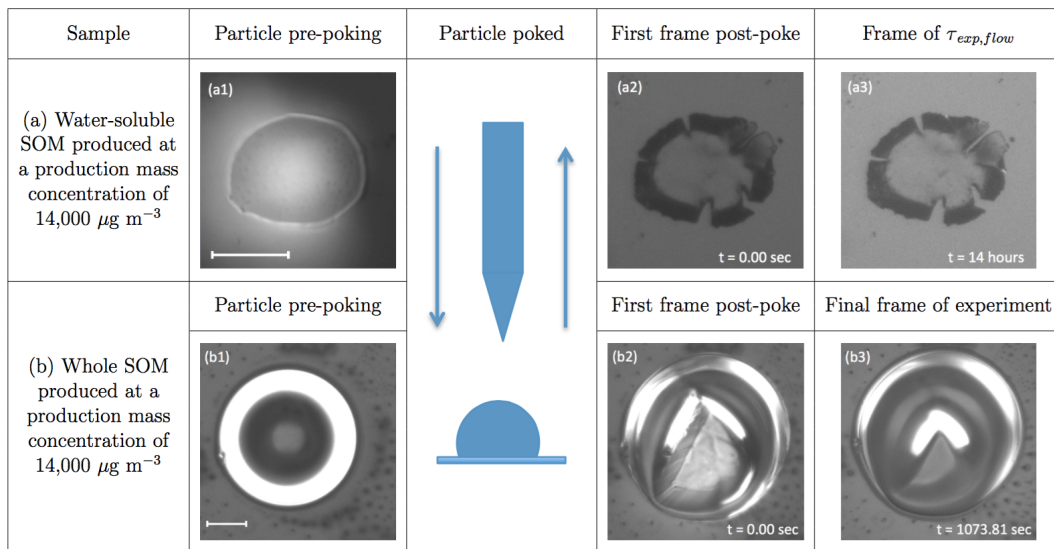 Sample
Particle pre-poking
Particle poked
First frame post-poke
Frame of τexp,flow
(a) Water-soluble
SOM produced at
a production mass
concentration of
14,000 μg m−3
(a1)
(a2)
t = 0.00 sec
(a3)
t = 14 hours
Particle pre-poking
First frame post-poke
Final frame of experiment
(b) Whole SOM
produced at a
production mass
concentration of
14,000 μg m−3
(b1)
(b2)
t = 0.00 sec
(b3)
t = 1073.81 sec